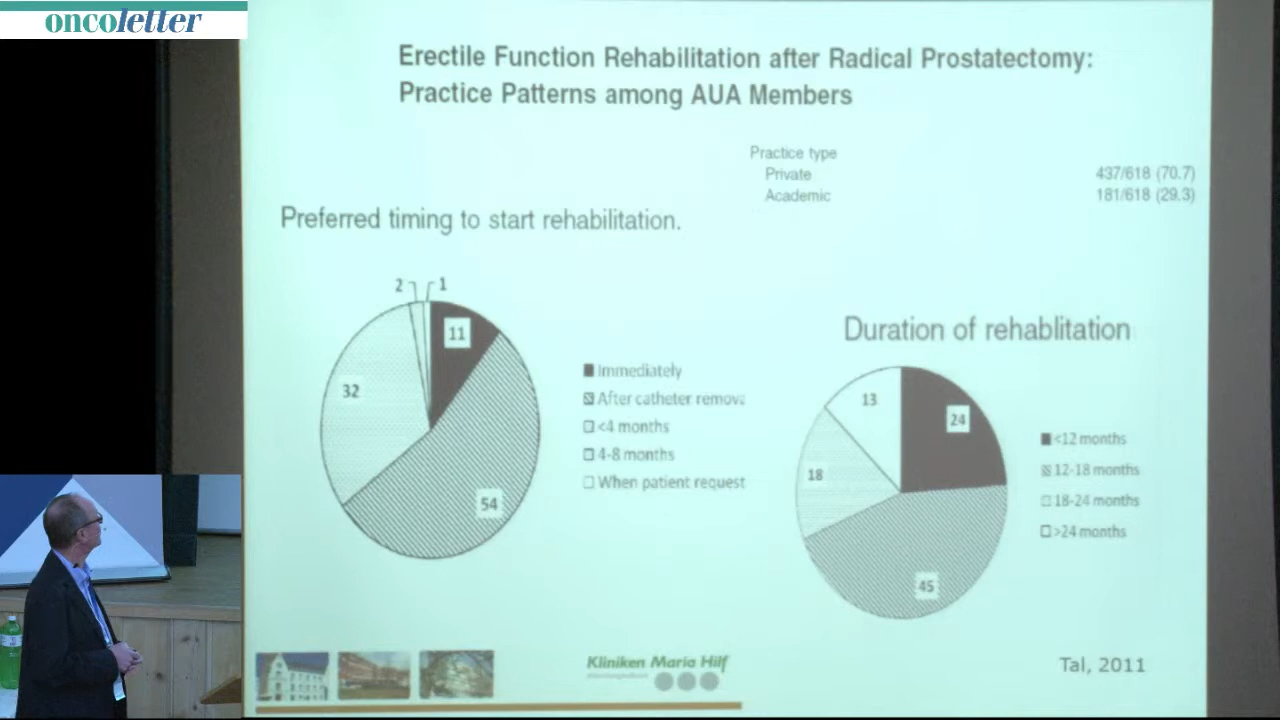 oncoletter
Erectile Function Rehabilitation after Radical Prostatectomy:
Practice Patterns among AUA Members
Practice type
Private 437/618 (70.7)
Academic 181/618 (29.3)
Preferred timing to start rehabilitation.
2 1
11
32
54
Immediately
After catheter remova
<4 months
4-8 months
When patient request
Duration of rehablitation
13
24
18
45
<12 months
12-18 months
18-24 months
>24 months
Kliniken Maria Hilf
Tal, 2011